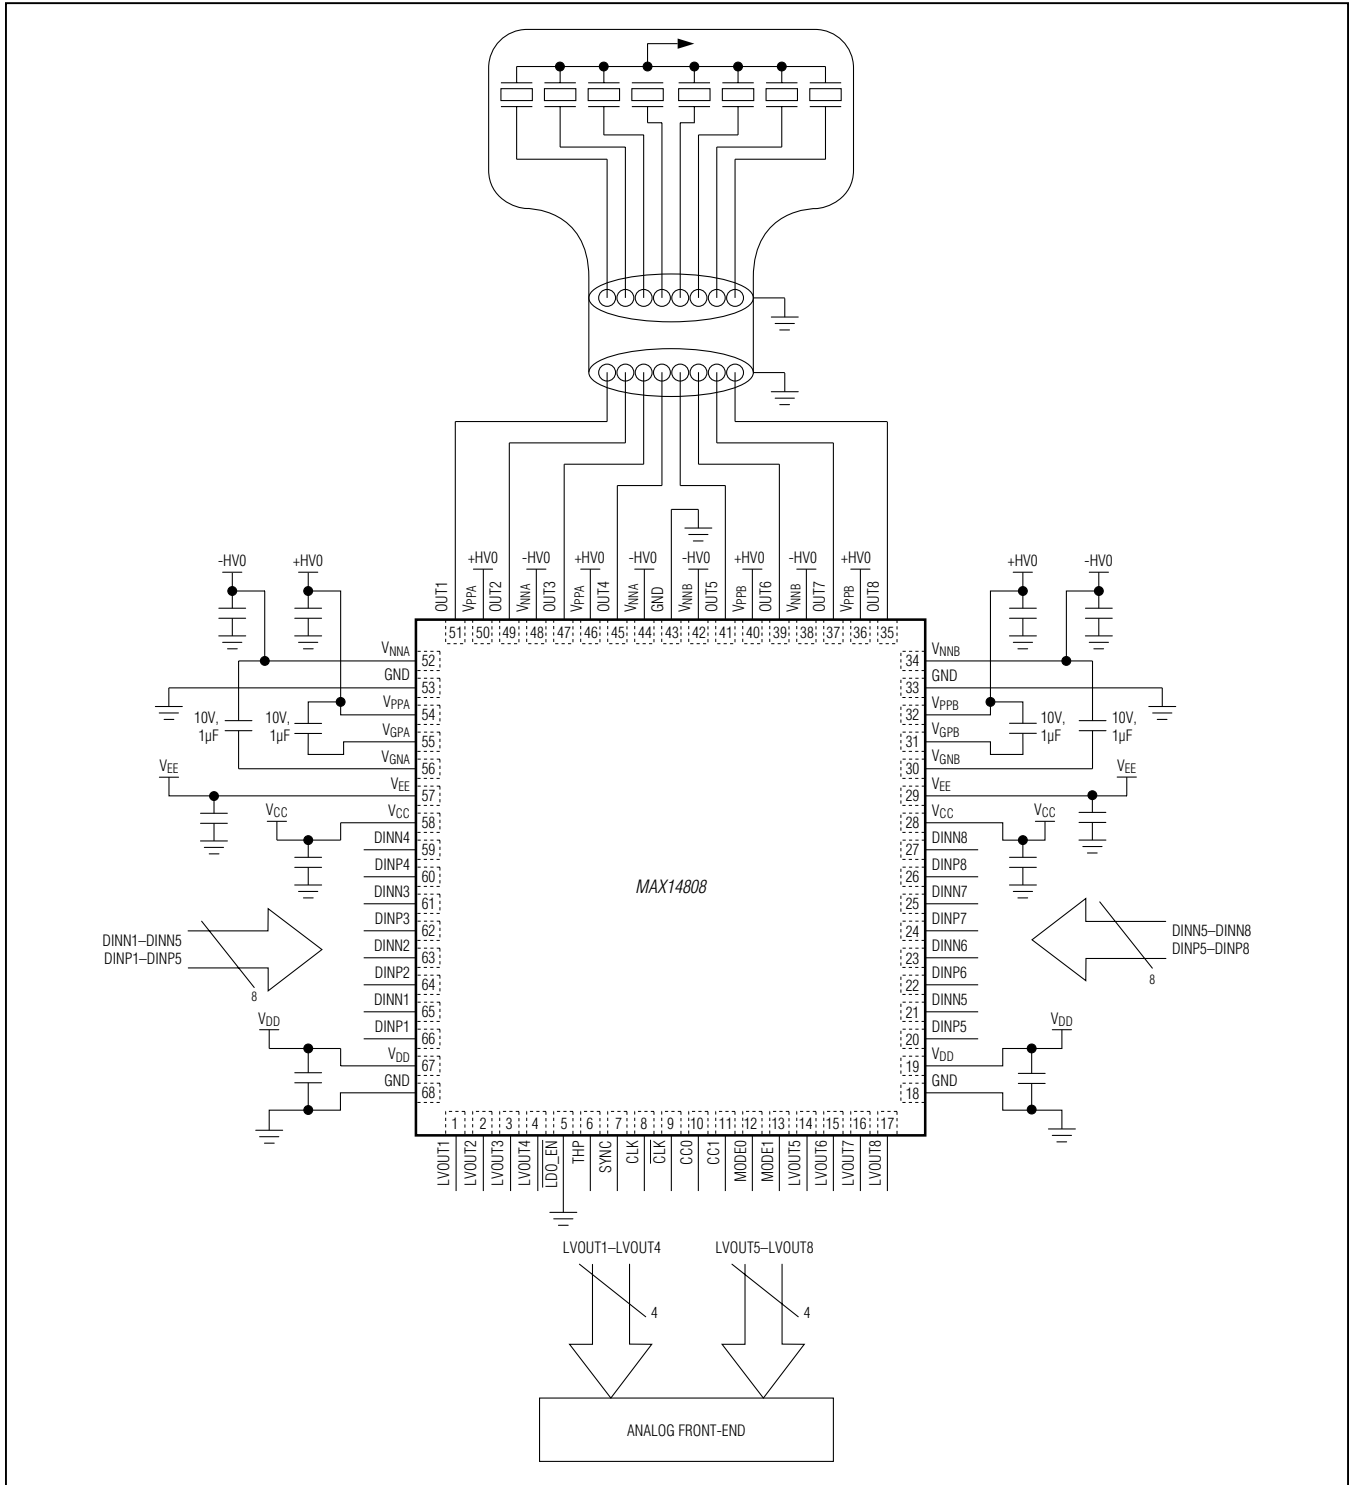 -HV0
+HV0
+HV0
-HV0
+HV0
-HV0
-HV0
+HV0
-HV0
+HV0
+HV0
-HV0
OUT1
VPPA
OUT2
VNNA
OUT3
VPPA
OUT4
VNNA
GND
VNNB
OUT5
VPPB
OUT6
VNNB
OUT7
VPPB
OUT8
51 50 49 48 47 46 45 44 43 42 41 40 39 38 37 36 35
VNNA 52
GND 53
VPPA 54
VGPA 55
VGNA 56
VEE 57
VCC 58
DINN4 59
DINP4 60
DINN3 61
DINP3 62
DINN2 63
DINP2 64
DINN1 65
DINP1 66
VDD 67
GND 68
10V,
1µF
10V,
1µF
VEE
VCC
DINN1–DINN5
DINP1–DINP5
8
VDD
MAX14808
34 VNNB
33 GND
32 VPPB
31 VGPB
30 VGNB
29 VEE
28 VCC
27 DINN8
26 DINP8
25 DINN7
24 DINP7
23 DINN6
22 DINP6
21 DINN5
20 DINP5
19 VDD
18 GND
10V,
1µF
10V,
1µF
VEE
VCC
DINN5–DINN8
DINP5–DINP8
8
VDD
1 2 3 4 5 6 7 8 9 10 11 12 13 14 15 16 17
LVOUT1
LVOUT2
LVOUT3
LVOUT4
LDO_EN
THP
SYNC
CLK
CLK
CC0
CC1
MODE0
MODE1
LVOUT5
LVOUT6
LVOUT7
LVOUT8
LVOUT1–LVOUT4
LVOUT5–LVOUT8
4
4
ANALOG FRONT-END